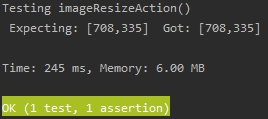 Testing imageResizeAction()
Expecting: [708,335]  Got: [708,335]
Time: 245 ms, Memory: 6.00 MB
OK (1 test, 1 assertion)